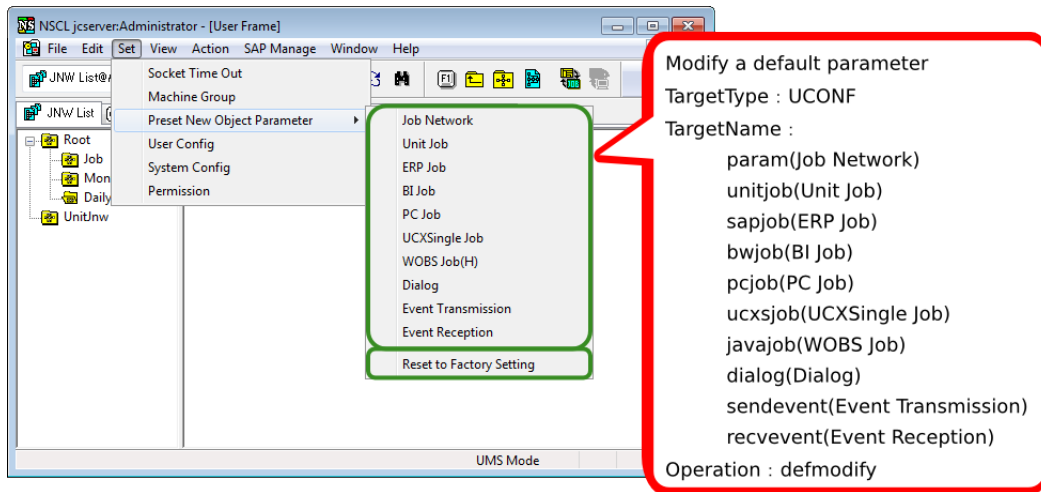 NSCL jcserver:Administrator - [User Frame]
File Edit Set View Action SAP Manage Window Help
JNW List@
Socket Time Out
Machine Group
Preset New Object Parameter
User Config
System Config
Permission
JNW List
Root
Job
Mon
Daily
UnitJnw
Job Network
Unit Job
ERP Job
BI Job
PC Job
UCXSingle Job
WOBS Job(H)
Dialog
Event Transmission
Event Reception
Reset to Factory Setting
UMS Mode
Modify a default parameter
TargetType : UCONF
TargetName :
param(Job Network)
unitjob(Unit Job)
sapjob(ERP Job)
bwjob(BI Job)
pcjob(PC Job)
ucxsjob(UCXSingle Job)
javajob(WOBS Job)
dialog(Dialog)
sendevent(Event Transmission)
recvevent(Event Reception)
Operation : defmodify